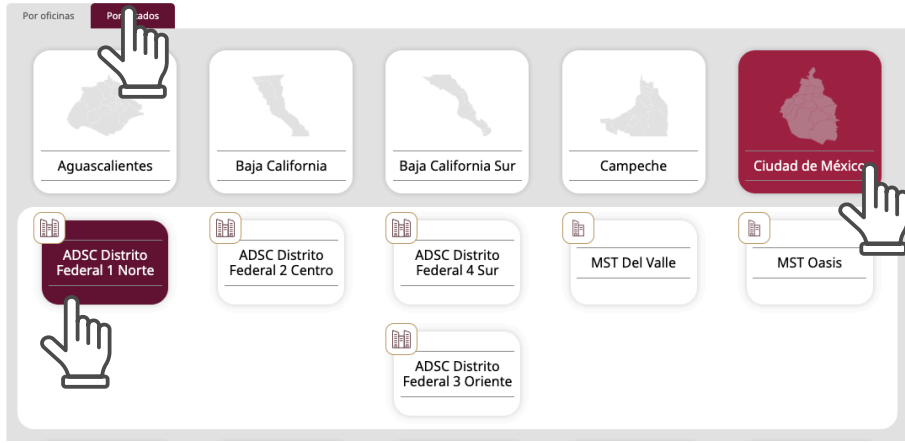 Por oficinas
Aguascalientes
Baja California
Baja California Sur
Campeche
Ciudad de México
ADSC Distrito
Federal 1 Norte
ADSC Distrito
Federal 2 Centro
ADSC Distrito
Federal 4 Sur
MST Del Valle
MST Oasis
ADSC Distrito
Federal 3 Oriente